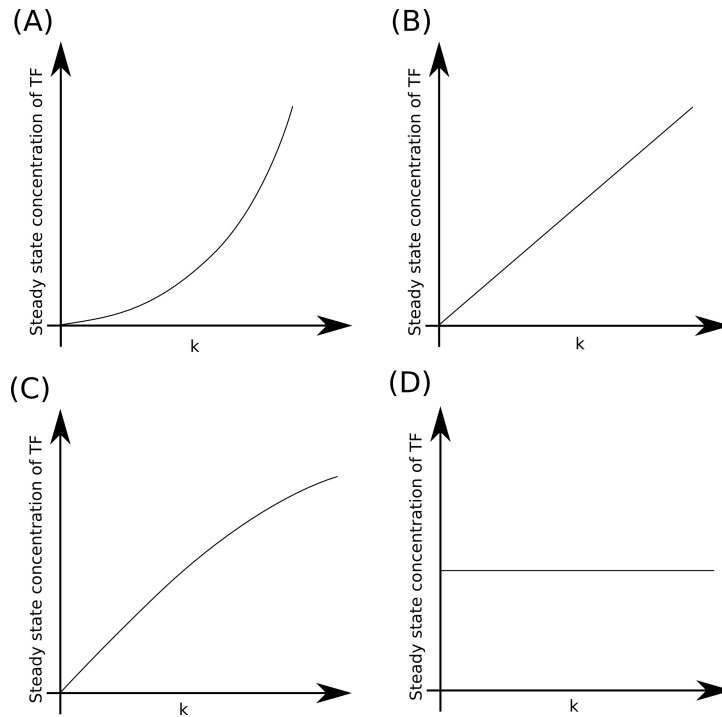 (A)
Steady state concentration of TF
k
(B)
Steady state concentration of TF
k
(C)
Steady state concentration of TF
k
(D)
Steady state concentration of TF
k